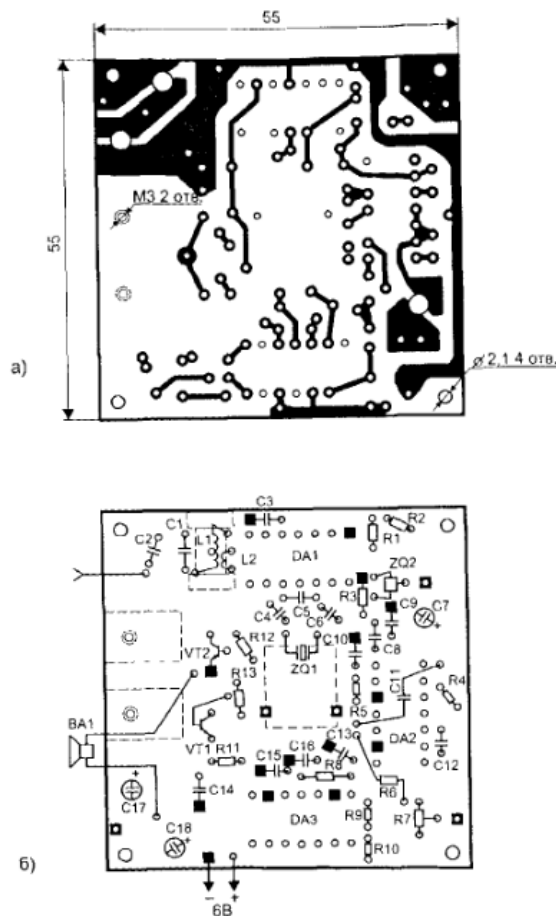 55
55
М3 2 отв.
а)
ø 2,1 4 отв.
C3
C1
C2
L1
L2
DA1
R1
R2
ZQ2
R3
C9
C7
C5
C4
C6
R12
C10
C8
VT2
ZQ1
R13
C11
R4
BA1
R5
VT1
R11
C15
C16
C13
R8
DA2
C12
C17
C14
R6
DA3
R9
R7
C18
R10
б)
–
+
6В